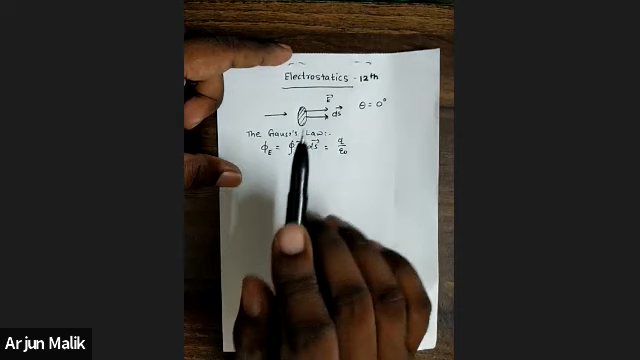 Electrostatics - 12th
E⃗
θ = 0°
ds⃗
The Gauss's Law:-
ϕE = ∮ ds⃗ = q/ε0
Arjun Malik